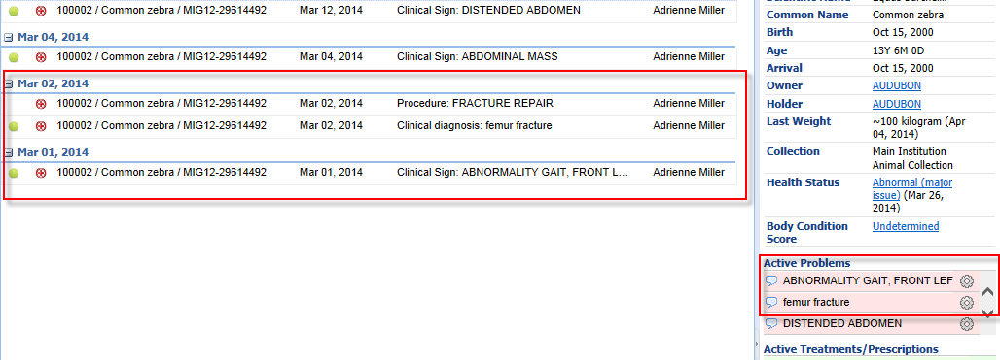 100002 / Common zebra / MIG12-29614492 Mar 12, 2014 Clinical Sign: DISTENDED ABDOMEN Adrienne Miller
Mar 04, 2014
100002 / Common zebra / MIG12-29614492 Mar 04, 2014 Clinical Sign: ABDOMINAL MASS Adrienne Miller
Mar 02, 2014
100002 / Common zebra / MIG12-29614492 Mar 02, 2014 Procedure: FRACTURE REPAIR Adrienne Miller
100002 / Common zebra / MIG12-29614492 Mar 02, 2014 Clinical diagnosis: femur fracture Adrienne Miller
Mar 01, 2014
100002 / Common zebra / MIG12-29614492 Mar 01, 2014 Clinical Sign: ABNORMALITY GAIT, FRONT L... Adrienne Miller
Common Name Common zebra
Birth Oct 15, 2000
Age 13Y 6M 0D
Arrival Oct 15, 2000
Owner AUDUBON
Holder AUDUBON
Last Weight ~100 kilogram (Apr
04, 2014)
Collection Main Institution
Animal Collection
Health Status Abnormal (major
issue) (Mar 26,
2014)
Body Condition Undetermined
Score
Active Problems
ABNORMALITY GAIT, FRONT LEF
femur fracture
DISTENDED ABDOMEN
Active Treatments/Prescriptions